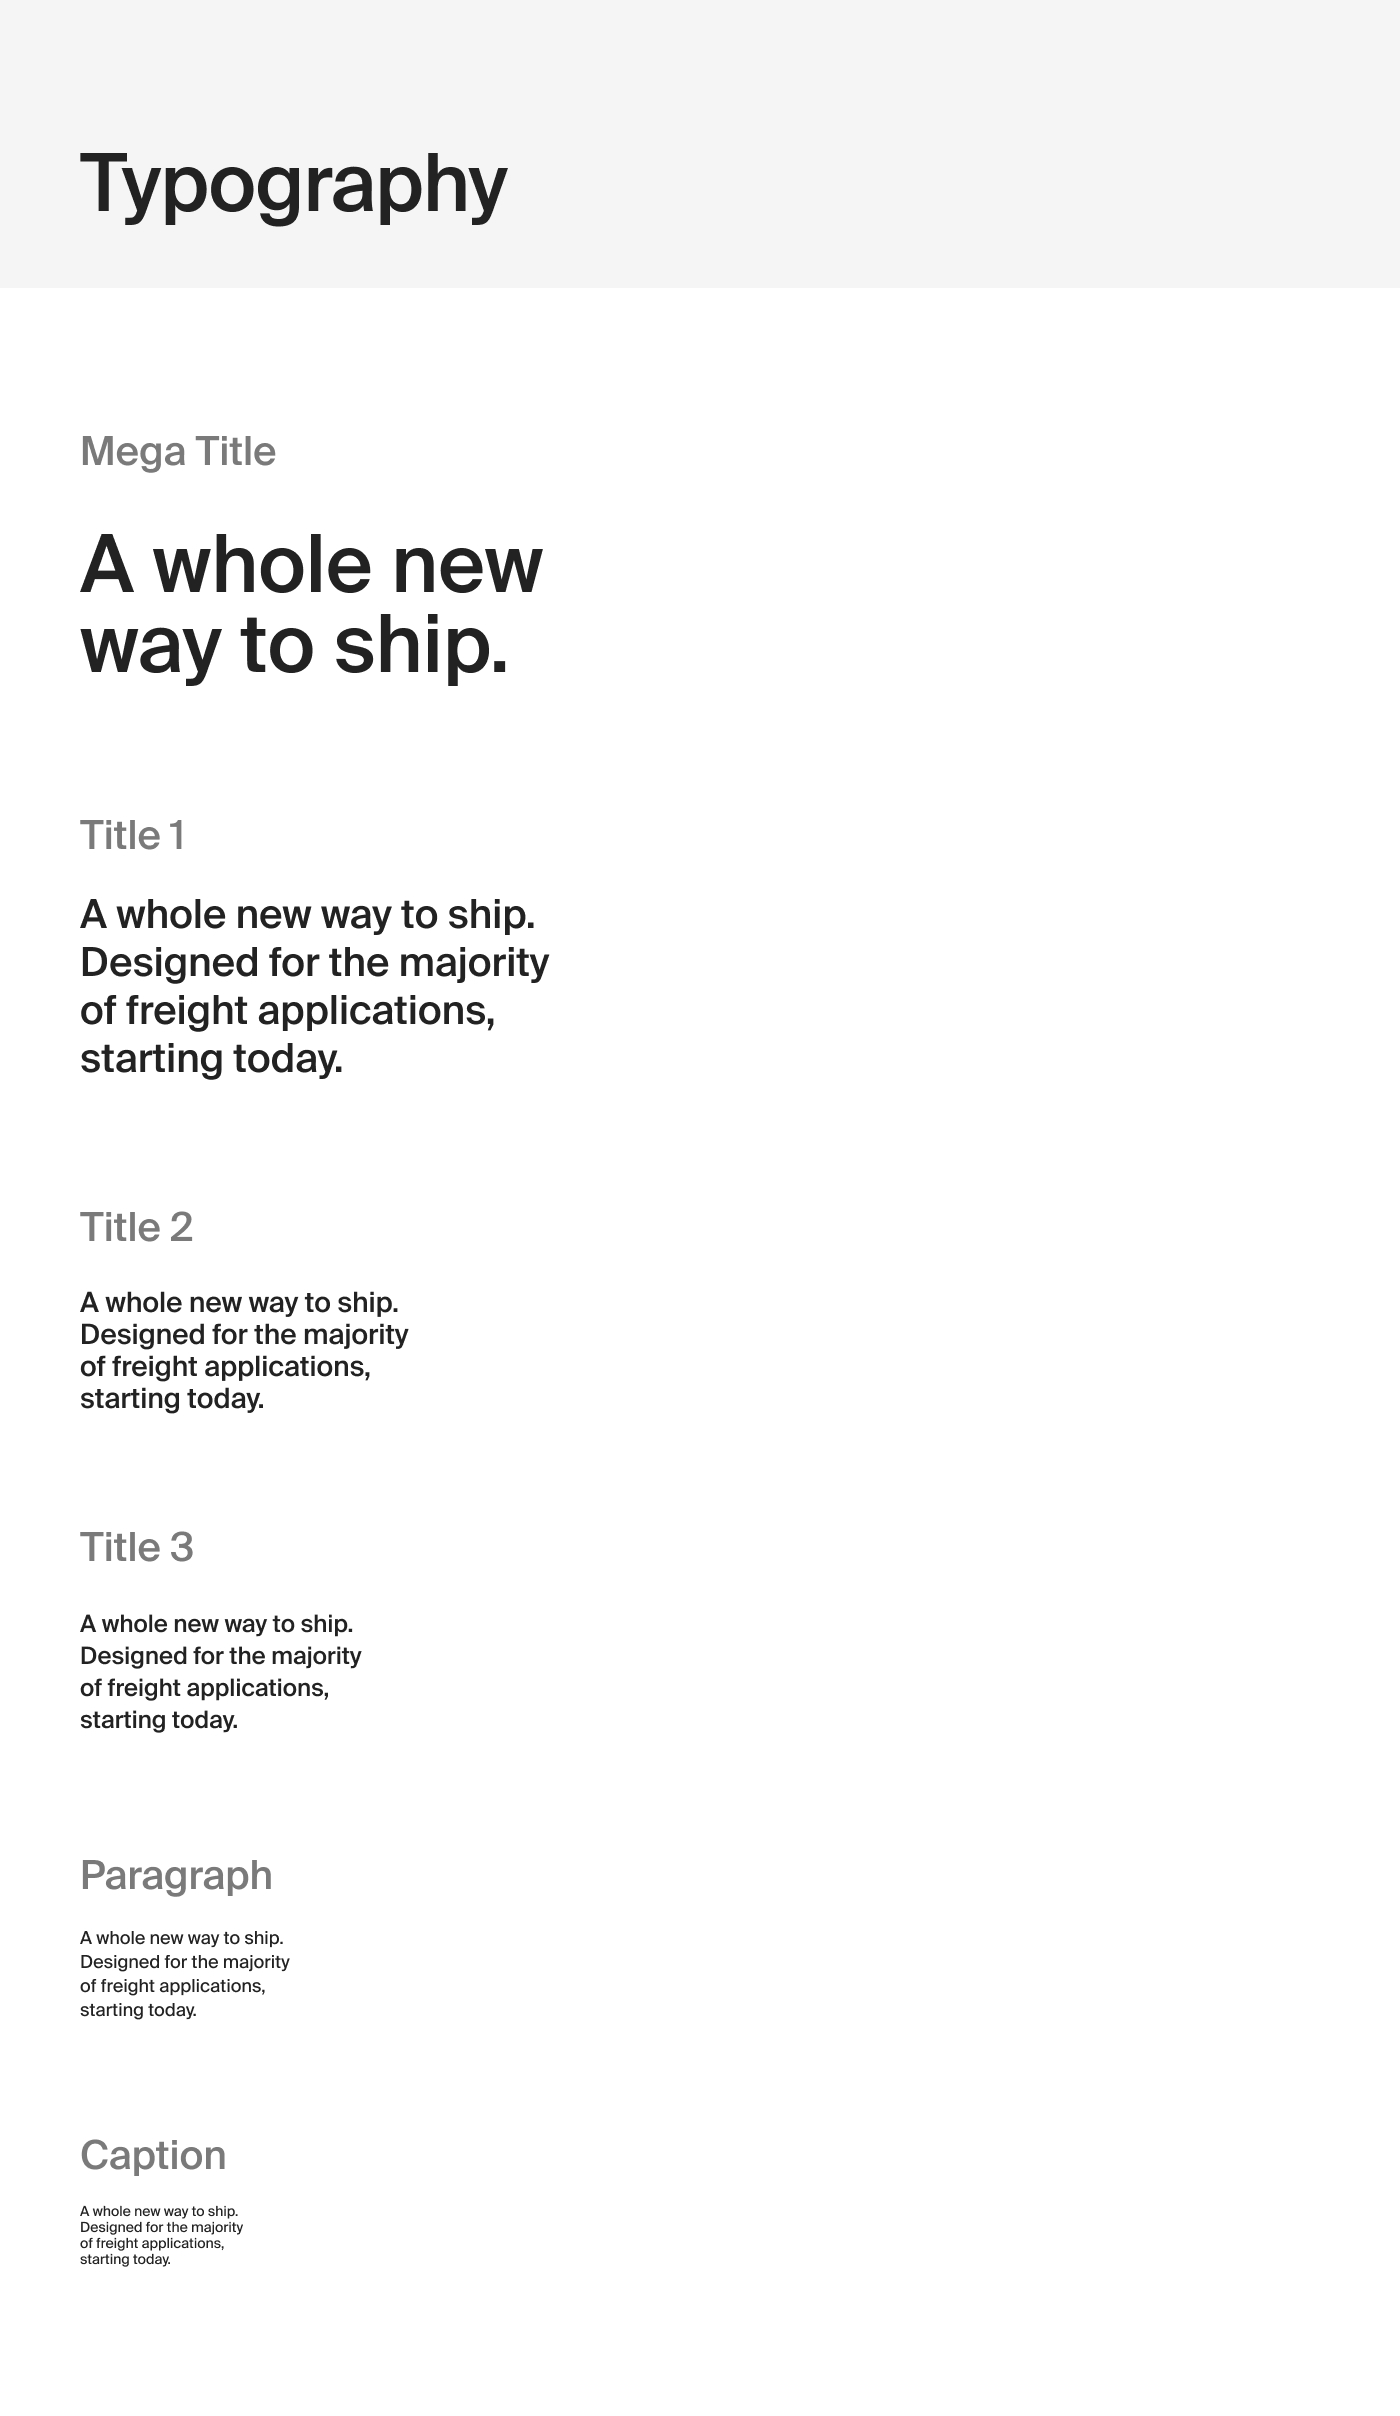 Typography
Mega Title
A whole new
way to ship.
Title 1
A whole new way to ship.
Designed for the majority
of freight applications,
starting today.
Title 2
A whole new way to ship.
Designed for the majority
of freight applications,
starting today.
Title 3
A whole new way to ship.
Designed for the majority
of freight applications,
starting today.
Paragraph
A whole new way to ship.
Designed for the majority
of freight applications,
starting today.
Caption
A whole new way to ship.
Designed for the majority
of freight applications,
starting today.